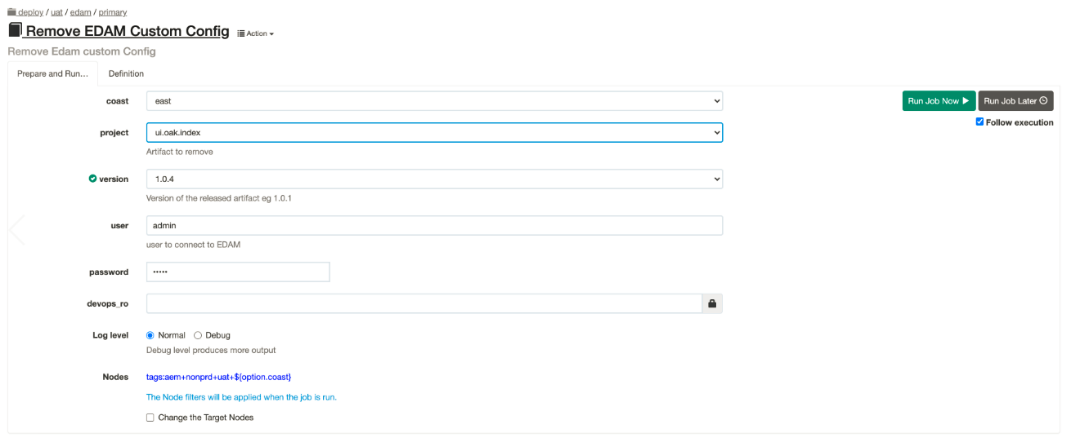 deploy / uat / edam / primary
Remove EDAM Custom Config Action
Remove Edam custom Config
Prepare and Run… Definition
coast east
Run Job Now Run Job Later
project ui.oak.index
Follow execution
Artifact to remove
version 1.0.4
Version of the released artifact eg 1.0.1
user admin
user to connect to EDAM
password •••••
devops_ro
Log level Normal Debug
Debug level produces more output
Nodes tags:aem+nonprd+uat+${option.coast}
The Node filters will be applied when the job is run.
Change the Target Nodes